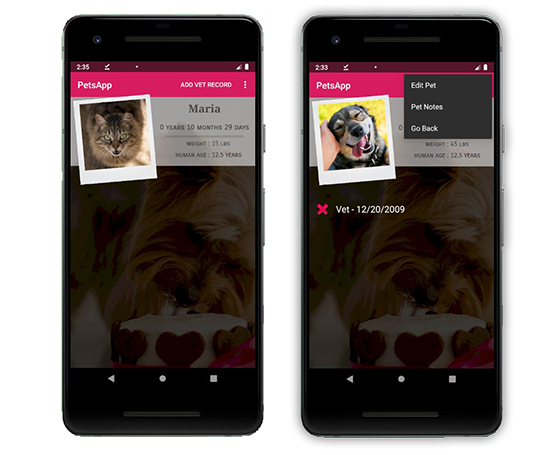 2:35
PetsApp ADD VET RECORD
Maria
0 YEARS 10 MONTHS 29 DAYS
WEIGHT : 15 LBS
HUMAN AGE : 12.5 YEARS
2:33
PetsApp
Edit Pet
Pet Notes
Go Back
0
WEIGHT : 45 LBS
HUMAN AGE : 12.5 YEARS
Vet - 12/20/2009